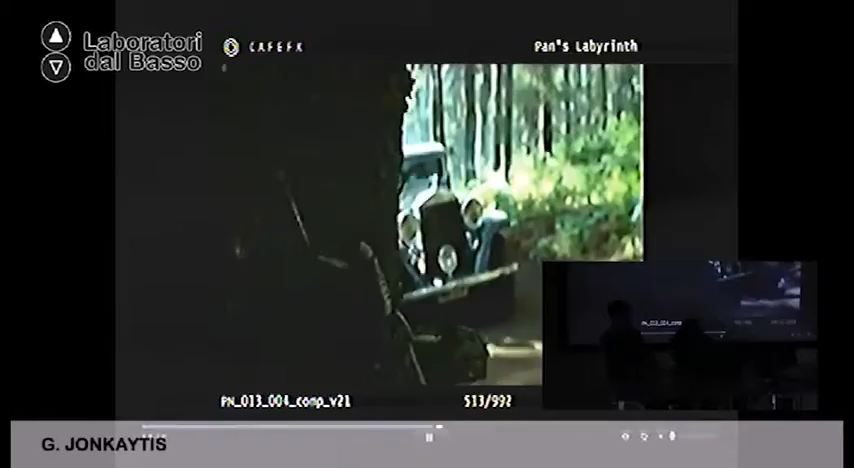 Laboratori
dal Basso
CAFEFX
Pan's Labyrinth
PN_013_004_comp_v21
513/992
G. JONKAYTIS